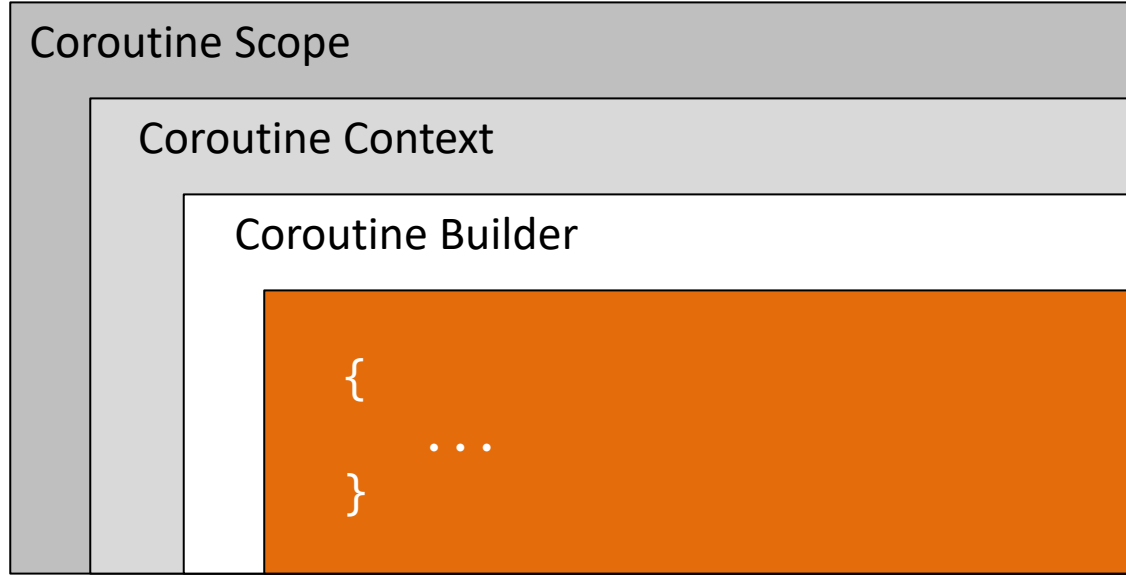 Coroutine Scope
Coroutine Context
Coroutine Builder
{
...
}